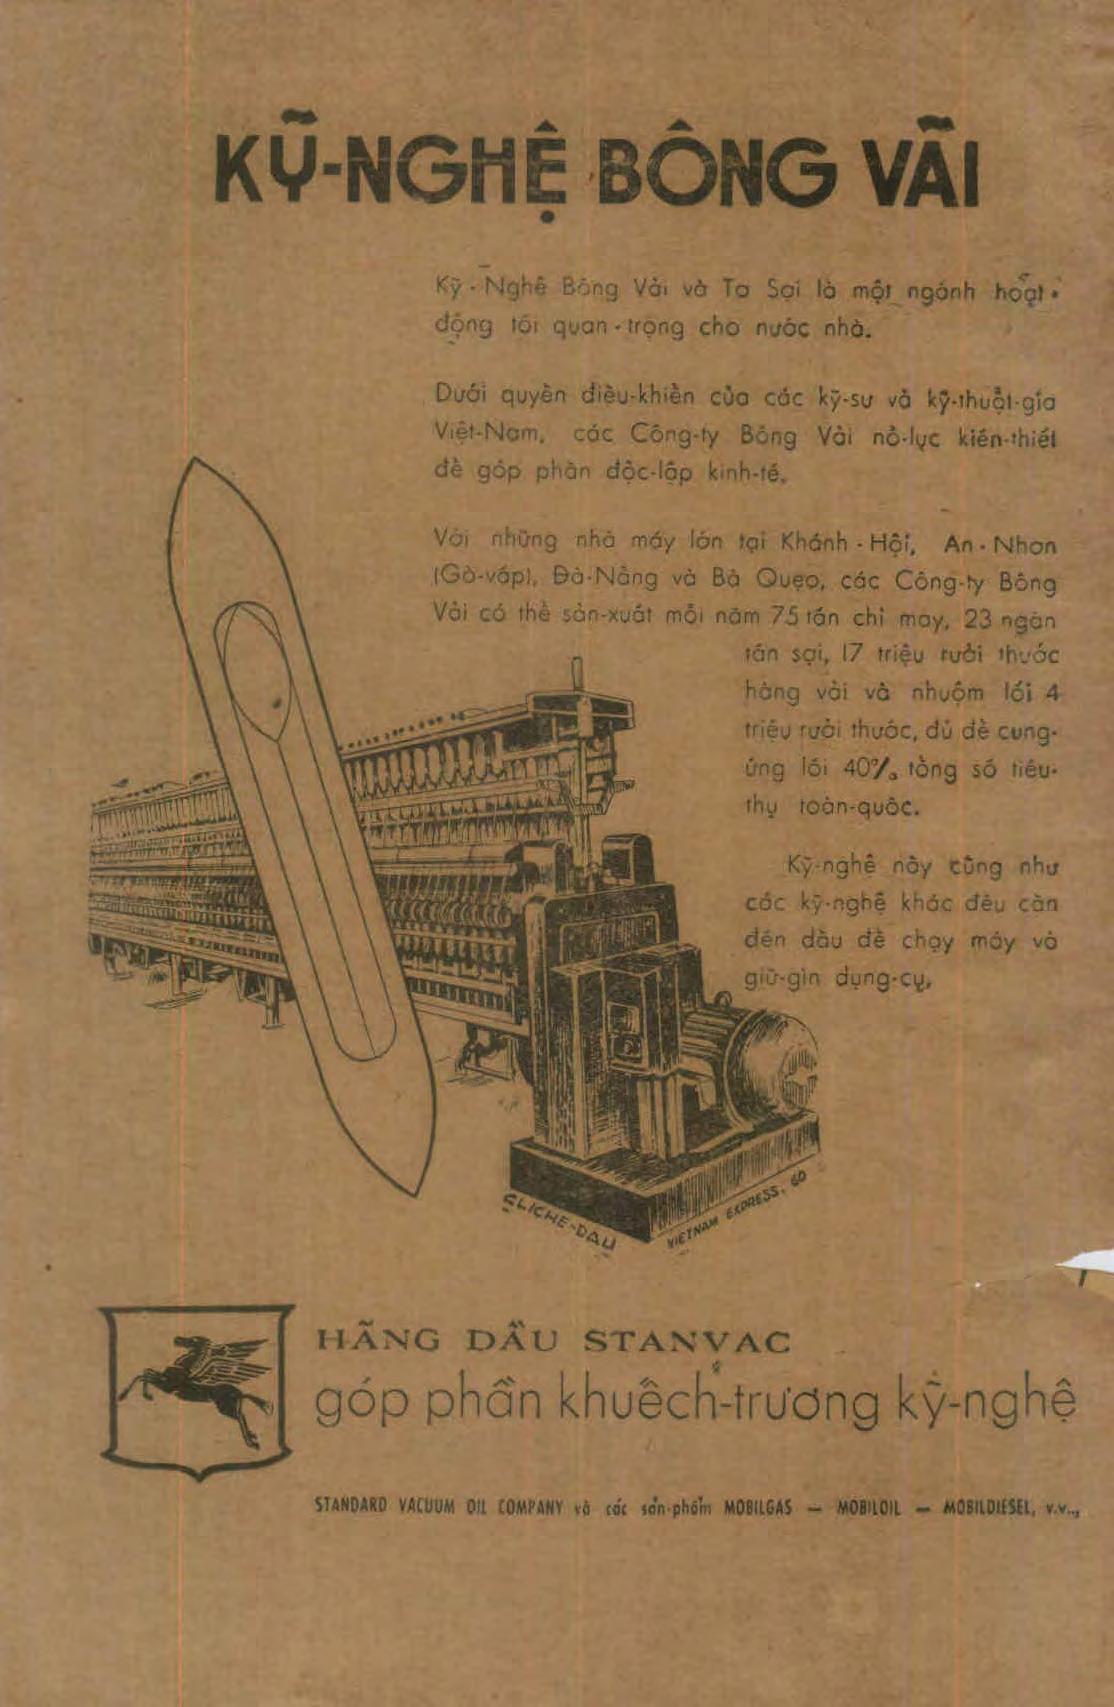 KỸ-NGHỆ BÔNG VÃI
Kỹ-Nghệ Bông Vải và Tơ Sợi là một ngành hoạt
động tối quan-trọng cho nước nhà.
Dưới quyền điều-khiển của các kỹ-sư và kỹ-thuật-gia
Việt-Nam, các Công-ty Bông Vải nỗ-lực kiến-thiết
để góp phần độc-lập kinh-tế.
Với những nhà máy lớn tại Khánh-Hội, An-Nhơn
(Gò-vấp), Đà-Nẳng và Bà Quẹo, các Công-ty Bông
Vải có thể sản-xuất mỗi năm 75 tấn chỉ may, 23 ngàn
tấn sợi, 17 triệu rưởi thước
hàng vải và nhuộm lối 4
triệu rưởi thước, đủ để cung-
ứng lối 40% tổng số tiêu-
thụ toàn-quốc.
Kỹ-nghệ này cũng như
các kỹ-nghệ khác đều cần
đến dầu để chạy máy và
giữ-gìn dụng-cụ.
CLICHE-DAU
VIETNAM EXPRESS. 60
HÃNG DẦU STANVAC
góp phần khuếch-trương kỹ-nghệ
STANDARD VACUUM OIL COMPANY và các sản-phẩm MOBILGAS — MOBILOIL — MOBILDIESEL, v.v...